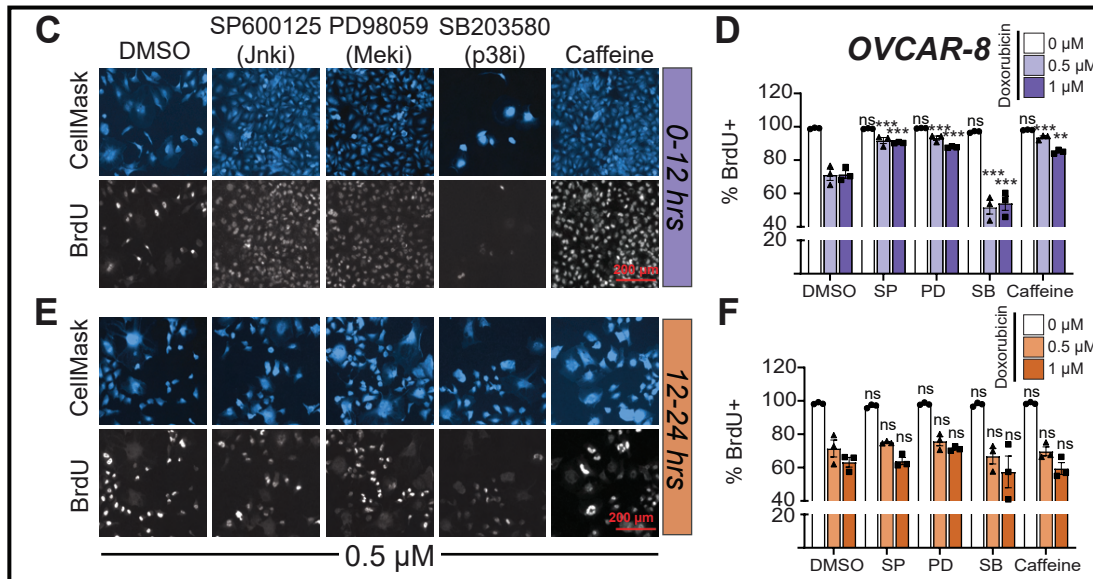 C
DMSO
SP600125
(Jnki)
PD98059
(Meki)
SB203580
(p38i)
Caffeine
CellMask
BrdU
200 μm
0-12 hrs
D
OVCAR-8
Doxorubicin
0 μM
0.5 μM
1 μM
% BrdU+
120
100
80
60
40
20
ns
***
***
ns
***
***
ns
***
***
ns
***
**
DMSO
SP
PD
SB
Caffeine
E
CellMask
BrdU
200 μm
12-24 hrs
0.5 μM
F
Doxorubicin
0 μM
0.5 μM
1 μM
% BrdU+
120
100
80
60
40
20
ns
ns
ns
ns
ns
ns
ns
ns
ns
ns
ns
ns
DMSO
SP
PD
SB
Caffeine